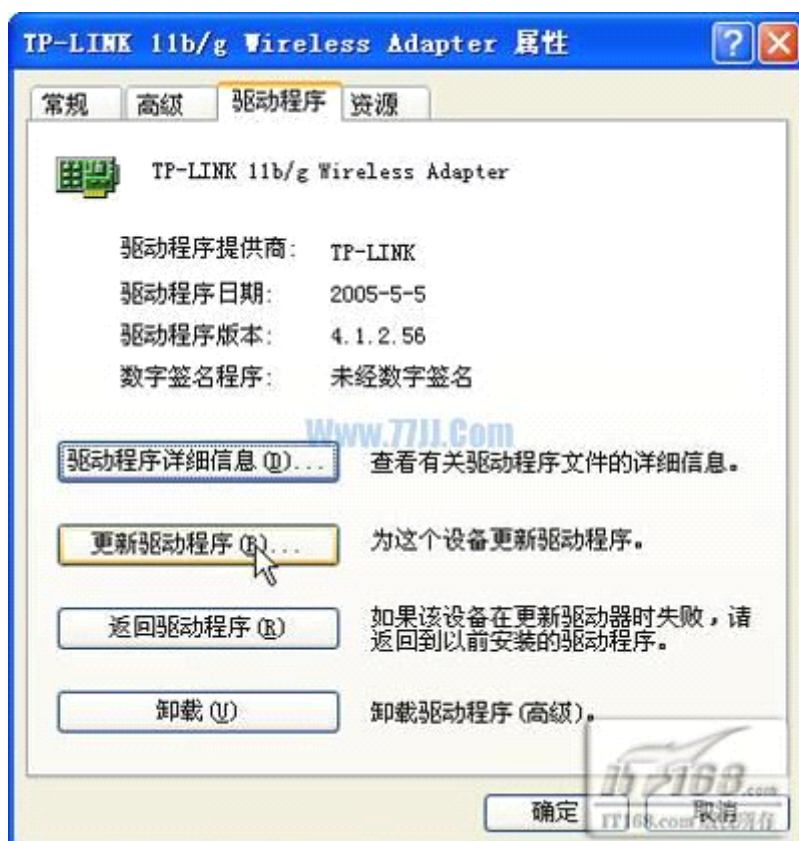 TP-LINK 11b/g Wireless Adapter 属性
常规 高级 驱动程序 资源
TP-LINK 11b/g Wireless Adapter
驱动程序提供商: TP-LINK
驱动程序日期: 2005-5-5
驱动程序版本: 4.1.2.56
数字签名程序: 未经数字签名
Www.77JJ.Com
驱动程序详细信息(D)... 查看有关驱动程序文件的详细信息。
更新驱动程序(P)... 为这个设备更新驱动程序。
返回驱动程序(R) 如果该设备在更新驱动器时失败,请
返回到以前安装的驱动程序。
卸载(U) 卸载驱动程序(高级)。
it168.com
确定 取消
IT168.com 版权所有